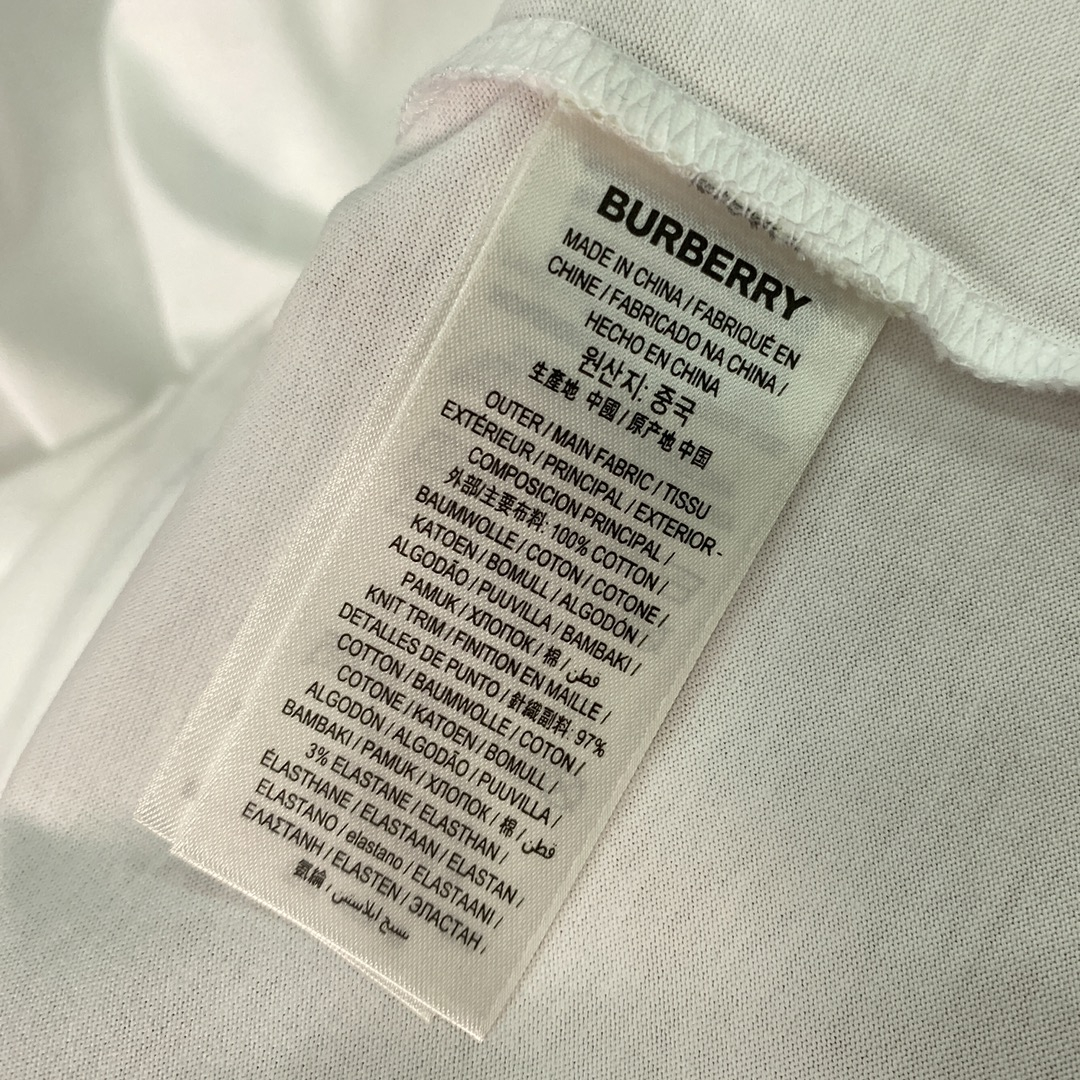 BURBERRY
MADE IN CHINA / FABRIQUÉ EN
CHINE / FABRICADO NA CHINA /
HECHO EN CHINA
원산지: 중국
生產地 中國 / 原产地 中国
OUTER / MAIN FABRIC / TISSU
EXTÉRIEUR / PRINCIPAL / EXTERIOR -
COMPOSICION PRINCIPAL /
外部/主要布料: 100% COTTON /
BAUMWOLLE / COTON / COTONE /
KATOEN / BOMULL / ALGODÓN /
ALGODÃO / PUUVILLA / BAMBAKI /
PAMUK / ХЛОПОК / 棉 / قطن
KNIT TRIM / FINITION EN MAILLE /
DETALLES DE PUNTO / 針織副料: 97%
COTTON / BAUMWOLLE / COTON /
COTONE / KATOEN / BOMULL /
ALGODÓN / ALGODÃO / PUUVILLA /
BAMBAKI / PAMUK / ХЛОПОК / 棉 / قطن
3% ELASTANE / ELASTHAN /
ÉLASTHANE / ELASTAAN / ELASTAN /
ELASTANO / elastano / ELASTAANI /
ΕΛΑΣΤΑΝΗ / ELASTEN / ЭЛАСТАН /
氨綸 / نسيج ايلاسس